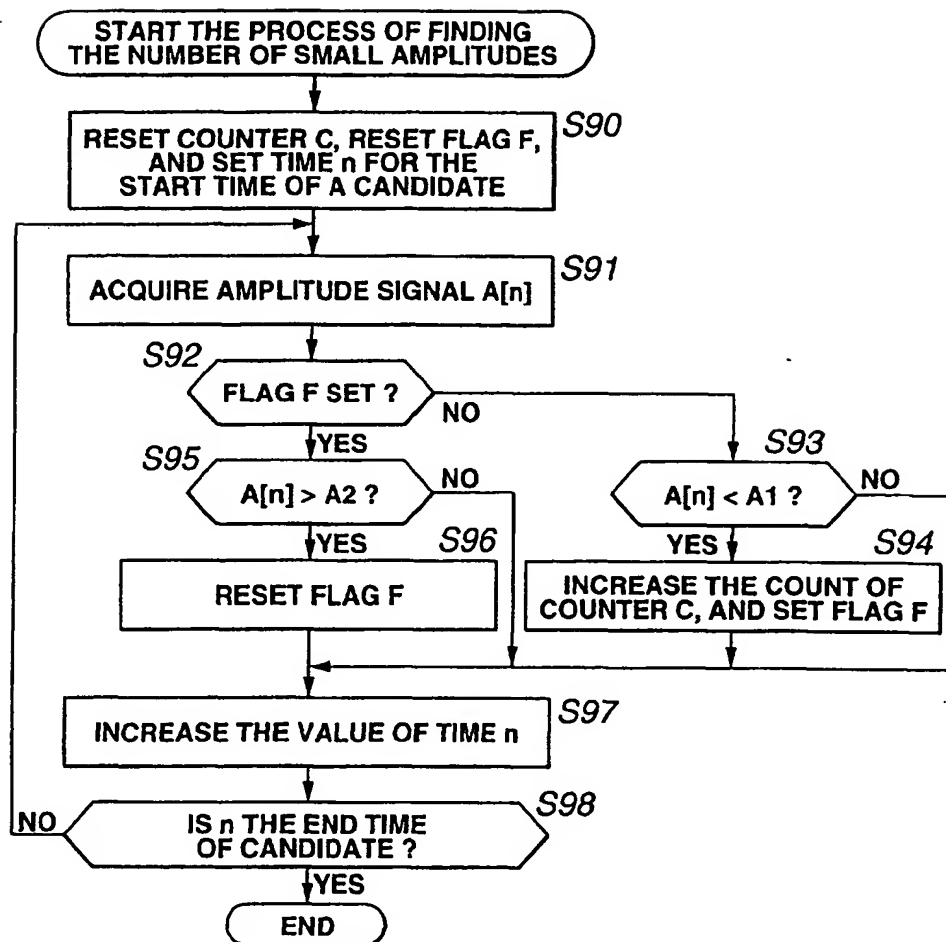 START THE PROCESS OF FINDING
THE NUMBER OF SMALL AMPLITUDES
S90
RESET COUNTER C, RESET FLAG F,
AND SET TIME n FOR THE
START TIME OF A CANDIDATE
S91
ACQUIRE AMPLITUDE SIGNAL A[n]
S92
FLAG F SET ?
NO
YES
S93
A[n] < A1 ?
NO
YES
S94
INCREASE THE COUNT OF
COUNTER C, AND SET FLAG F
S95
A[n] > A2 ?
NO
YES
S96
RESET FLAG F
S97
INCREASE THE VALUE OF TIME n
S98
IS n THE END TIME
OF CANDIDATE ?
NO
YES
END